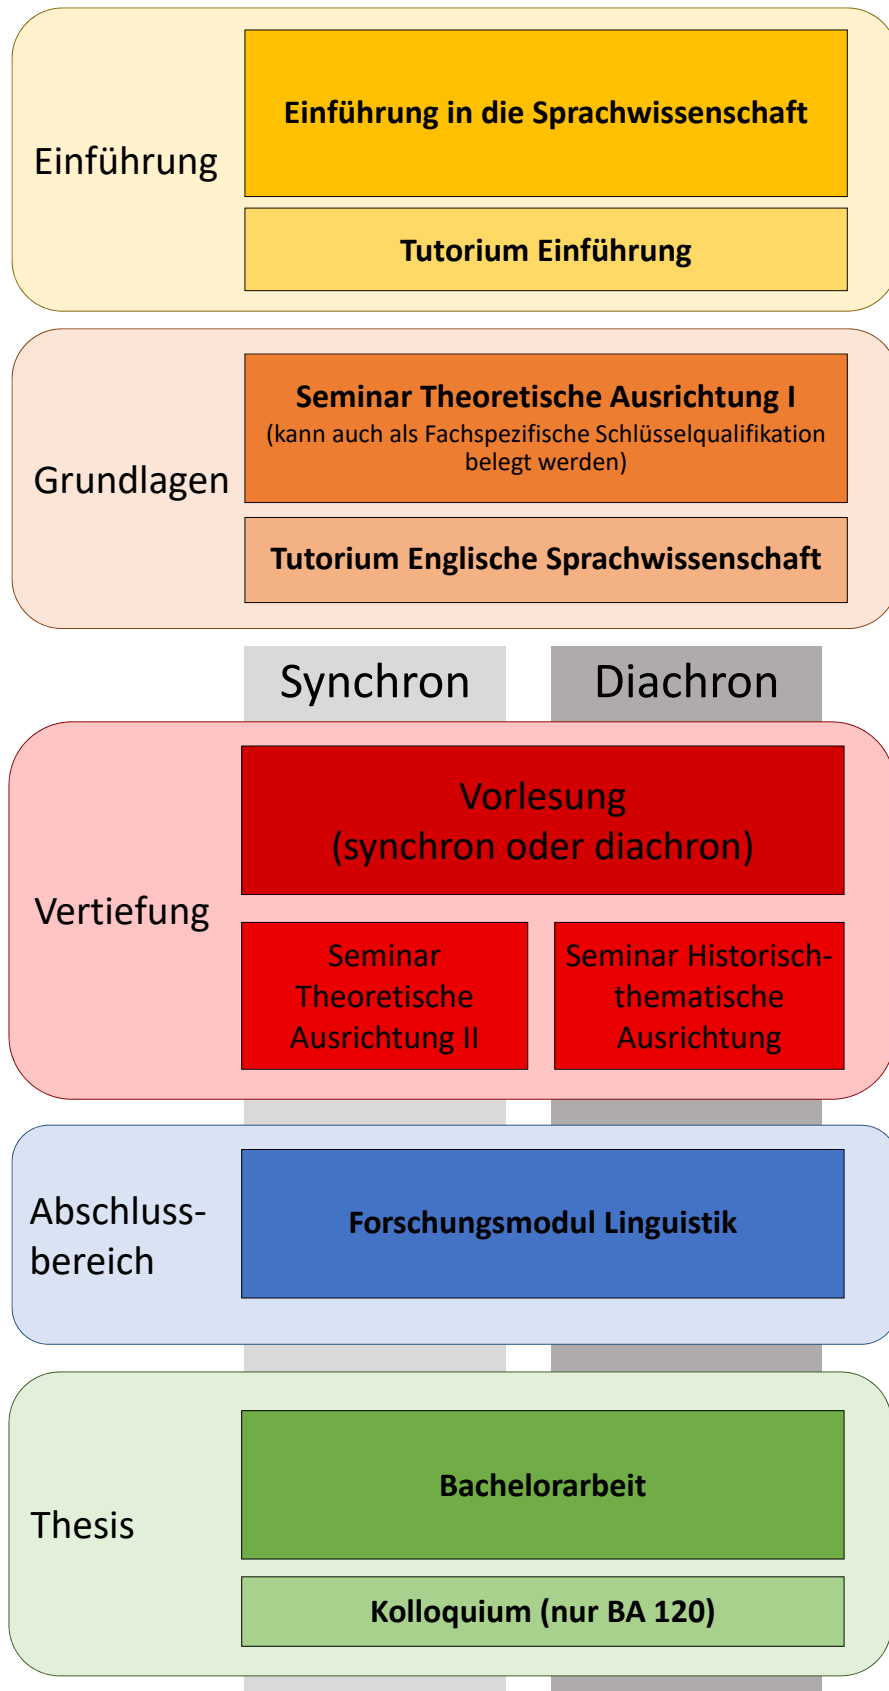 Einführung
Einführung in die Sprachwissenschaft
Tutorium Einführung
Grundlagen
Seminar Theoretische Ausrichtung I
(kann auch als Fachspezifische Schlüsselqualifikation
belegt werden)
Tutorium Englische Sprachwissenschaft
Synchron
Diachron
Vertiefung
Vorlesung
(synchron oder diachron)
Seminar
Theoretische
Ausrichtung II
Seminar Historisch-
thematische
Ausrichtung
Abschluss-
bereich
Forschungsmodul Linguistik
Thesis
Bachelorarbeit
Kolloquium (nur BA 120)